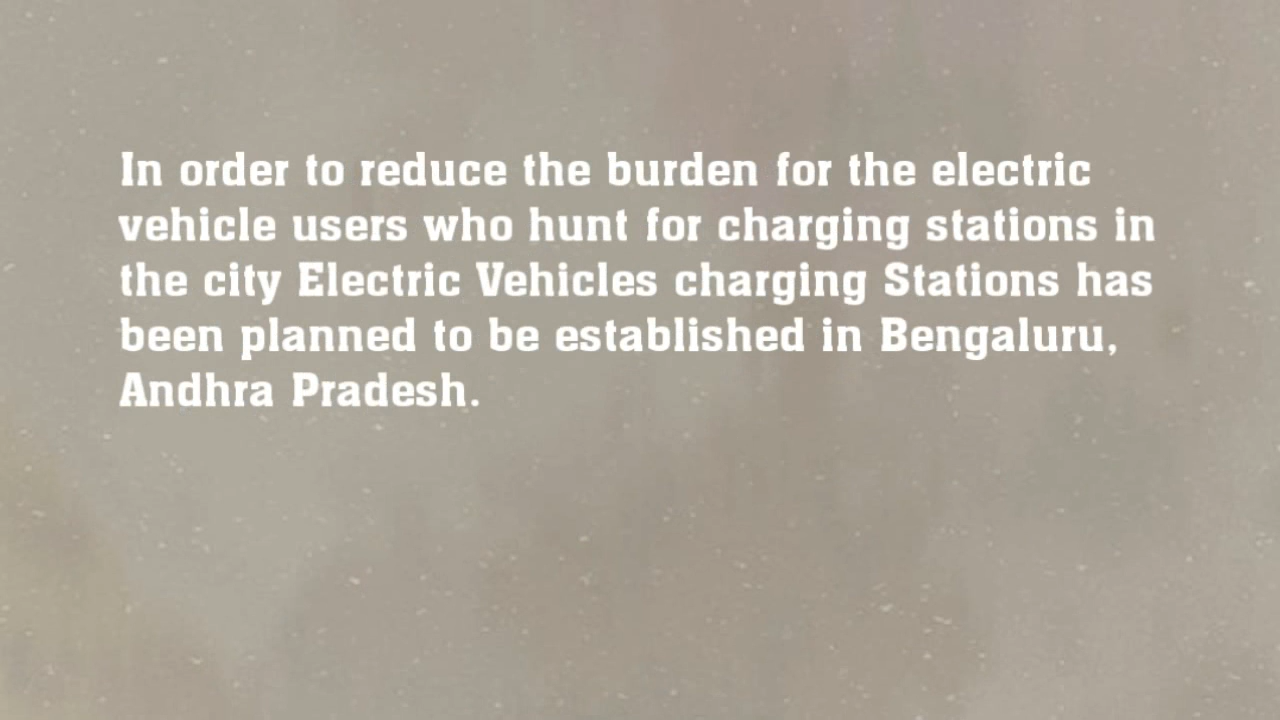 In order to reduce the burden for the electric
vehicle users who hunt for charging stations in
the city Electric Vehicles charging Stations has
been planned to be established in Bengaluru,
Andhra Pradesh.